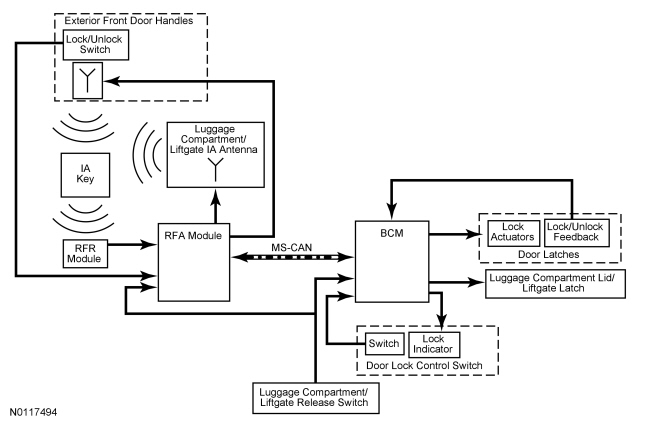 Exterior Front Door Handles
Lock/Unlock
Switch
Luggage
Compartment/
Liftgate IA Antenna
IA
Key
RFR
Module
RFA Module
MS-CAN
BCM
Lock
Actuators
Lock/Unlock
Feedback
Door Latches
Luggage Compartment Lid/
Liftgate Latch
Switch
Lock
Indicator
Door Lock Control Switch
Luggage Compartment/
Liftgate Release Switch
N0117494